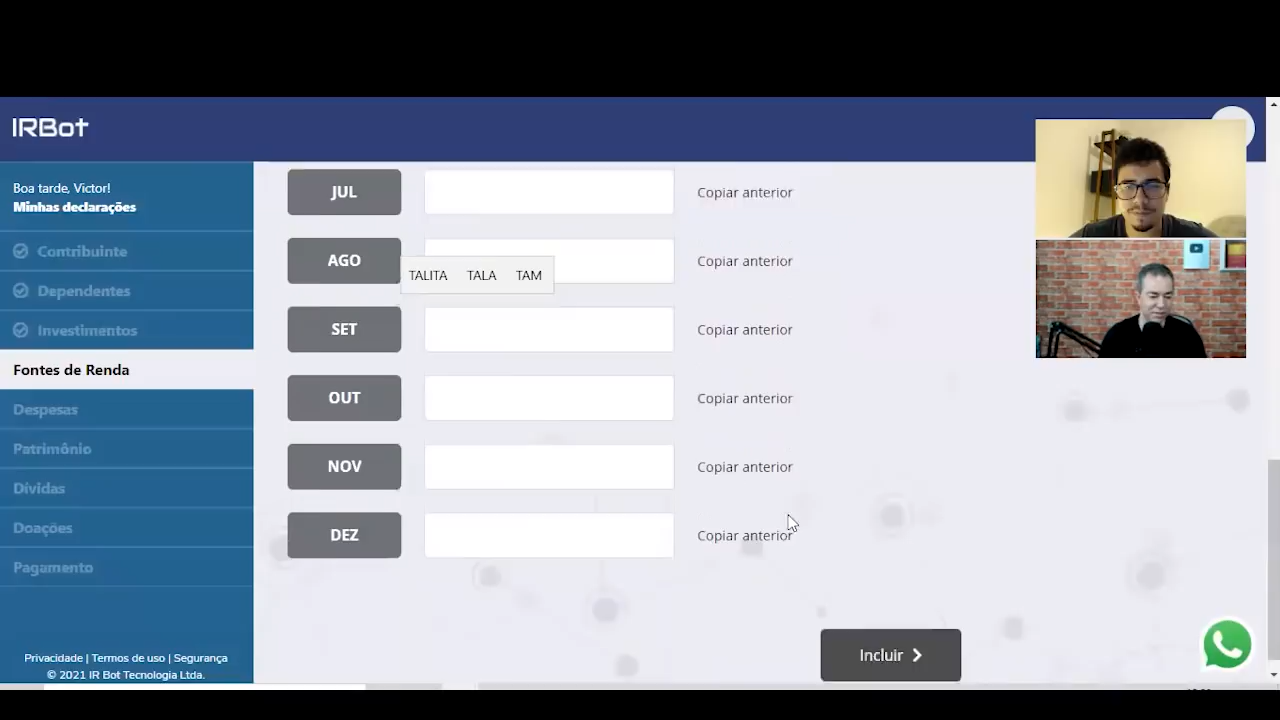 IRBot
Boa tarde, Victor!
Minhas declarações
Contribuinte
Dependentes
Investimentos
Fontes de Renda
Despesas
Patrimônio
Dívidas
Doações
Pagamento
Privacidade | Termos de uso | Segurança
© 2021 IR Bot Tecnologia Ltda.
JUL Copiar anterior
AGO Copiar anterior
TALITA TALA TAM
SET Copiar anterior
OUT Copiar anterior
NOV Copiar anterior
DEZ Copiar anterior
Incluir